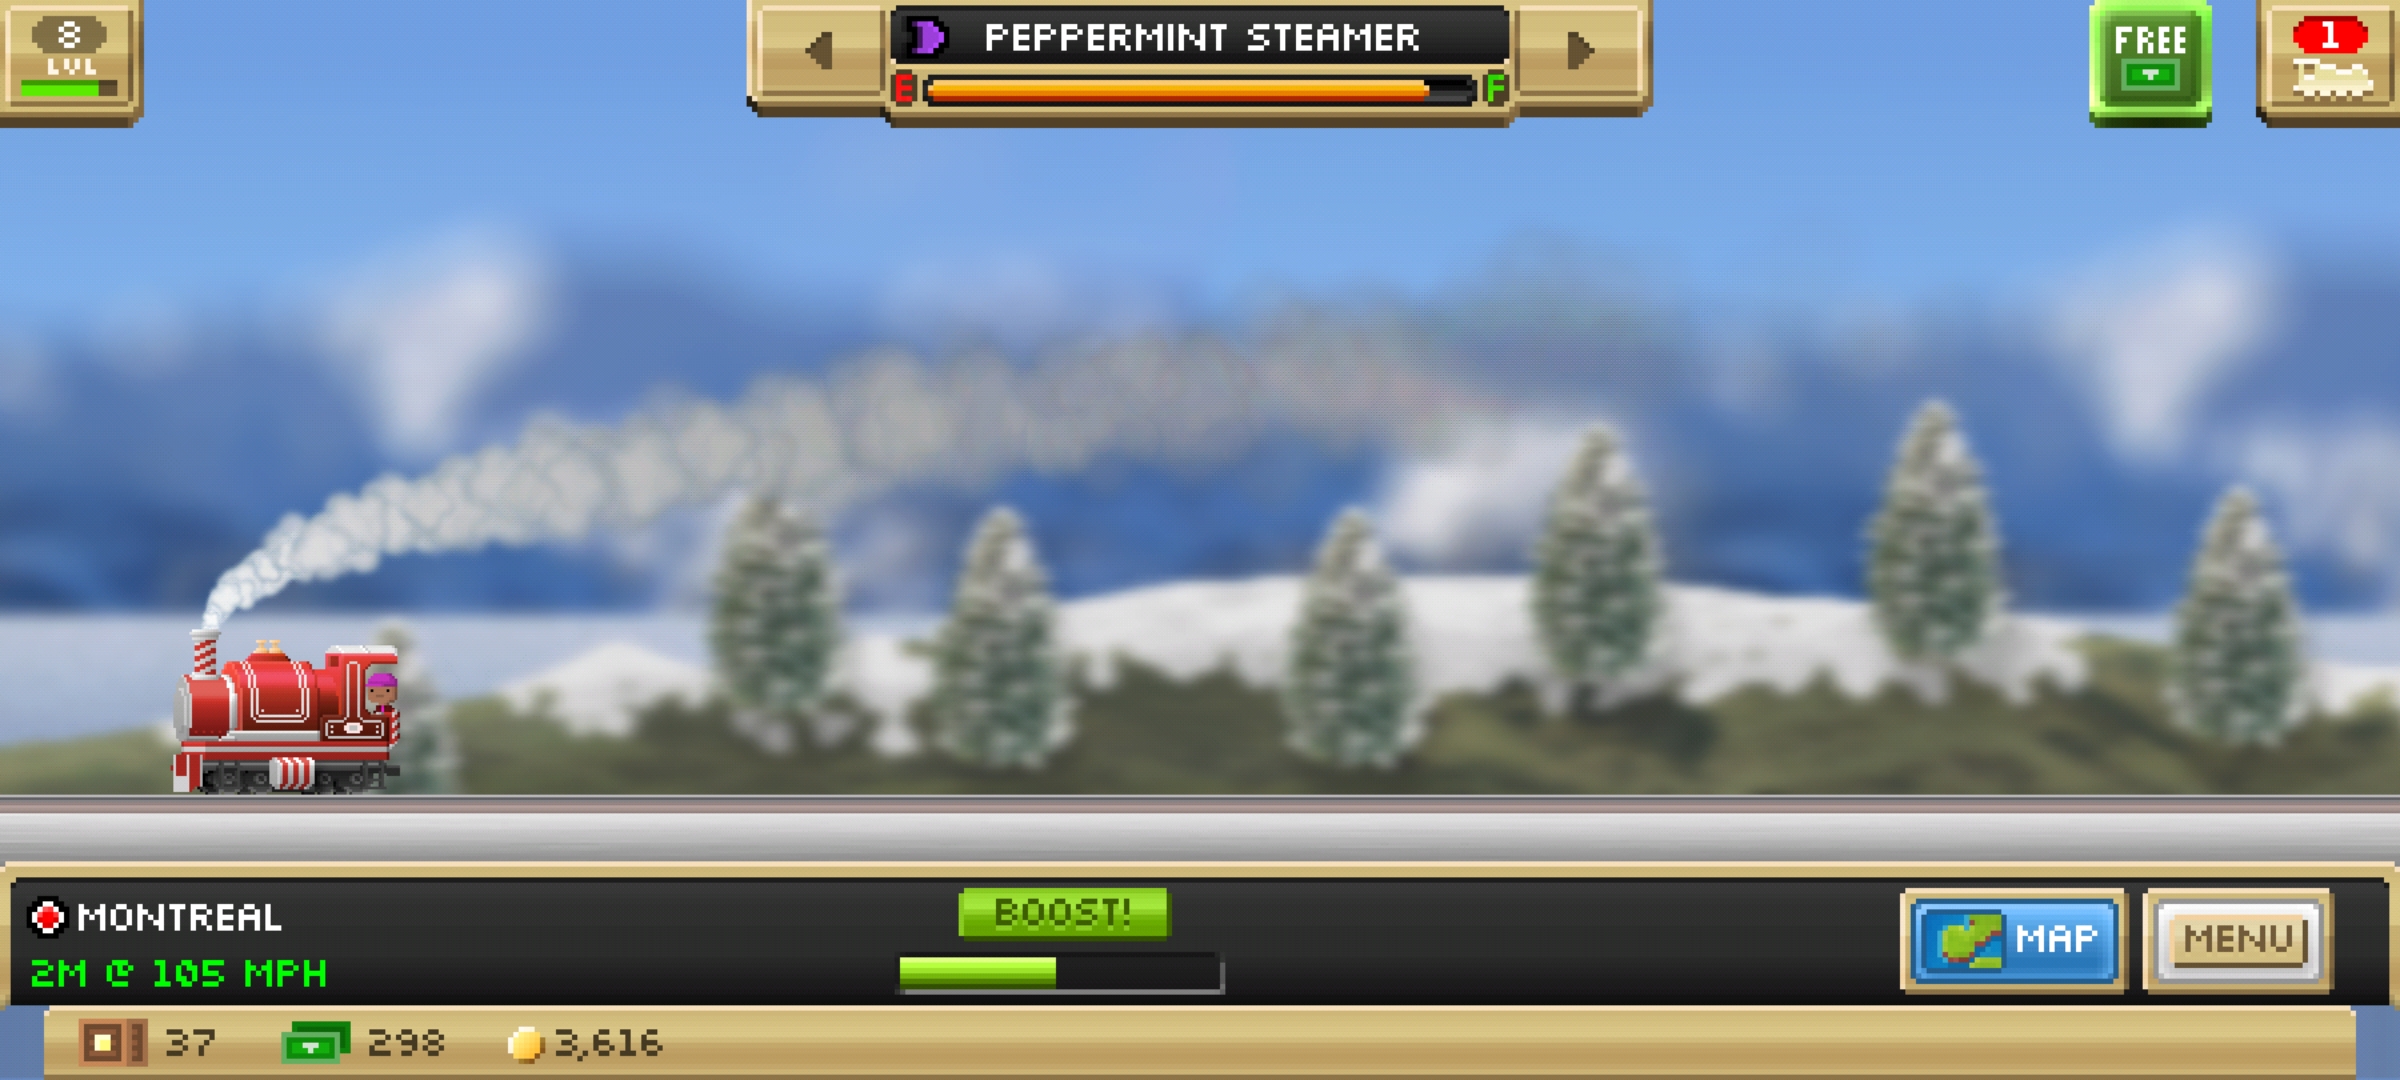 8
LVL
PEPPERMINT STEAMER
E F
FREE
1
MONTREAL
2M @ 105 MPH
BOOST!
MAP
MENU
37
298
3,616